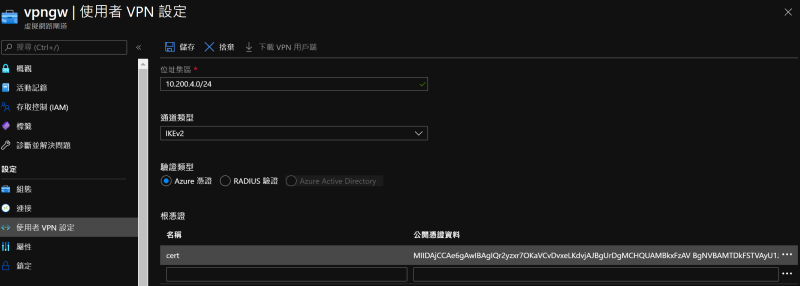 vpngw | 使用者 VPN 設定
虛擬網路閘道
搜尋 (Ctrl+/)
«
概觀
活動記錄
存取控制 (IAM)
標籤
診斷並解決問題
設定
組態
連接
使用者 VPN 設定
屬性
鎖定
儲存
捨棄
下載 VPN 用戶端
位址集區 *
10.200.4.0/24
通道類型
IKEv2
驗證類型
Azure 憑證
RADIUS 驗證
Azure Active Directory
根憑證
名稱 公開憑證資料
cert